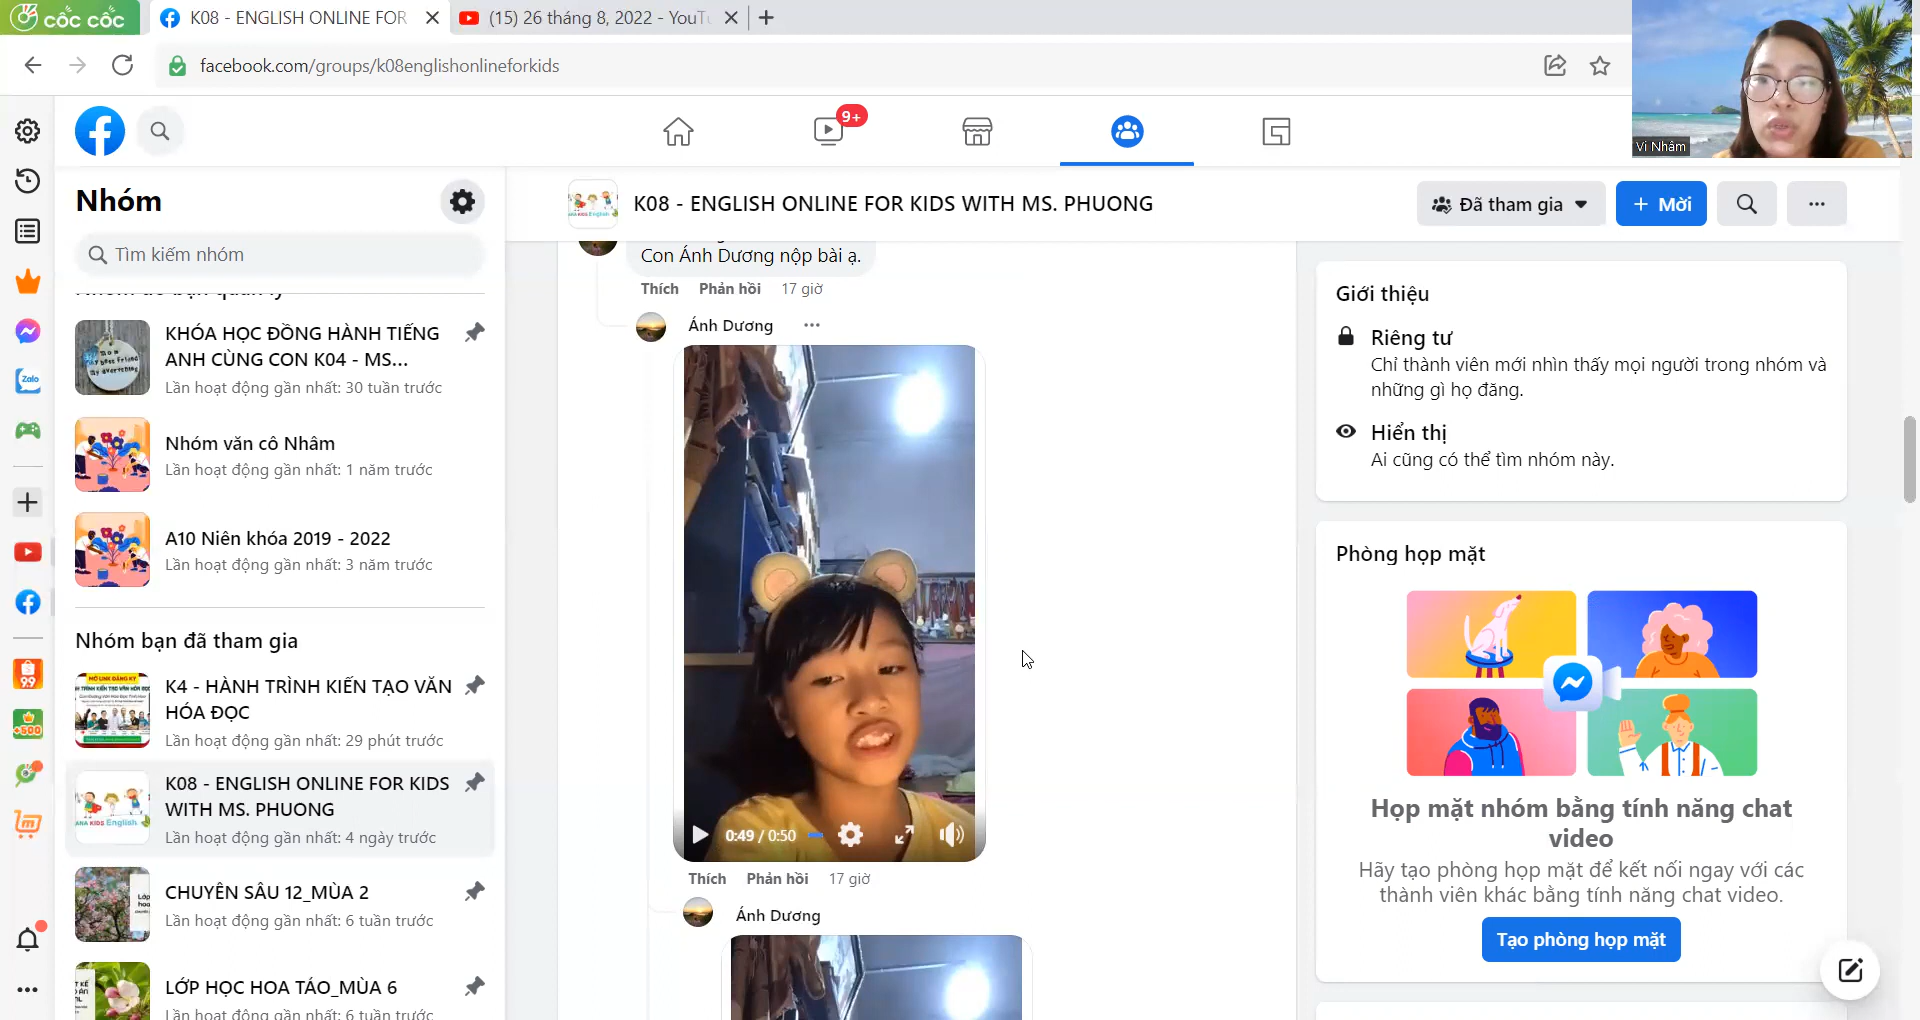 cốc cốc
K08 - ENGLISH ONLINE FOR
(15) 26 tháng 8, 2022 - YouTu
facebook.com/groups/k08englishonlineforkids
Vi Nhâm
9+
Nhóm
Tìm kiếm nhóm
KHÓA HỌC ĐỒNG HÀNH TIẾNG
ANH CÙNG CON K04 - MS...
Lần hoạt động gần nhất: 30 tuần trước
Nhóm văn cô Nhâm
Lần hoạt động gần nhất: 1 năm trước
A10 Niên khóa 2019 - 2022
Lần hoạt động gần nhất: 3 năm trước
Nhóm bạn đã tham gia
K4 - HÀNH TRÌNH KIẾN TẠO VĂN
HÓA ĐỌC
Lần hoạt động gần nhất: 29 phút trước
K08 - ENGLISH ONLINE FOR KIDS
WITH MS. PHUONG
Lần hoạt động gần nhất: 4 ngày trước
CHUYÊN SÂU 12_MÙA 2
Lần hoạt động gần nhất: 6 tuần trước
LỚP HỌC HOA TÁO_MÙA 6
Lần hoạt động gần nhất: 6 tuần trước
Zalo
99
+500
K08 - ENGLISH ONLINE FOR KIDS WITH MS. PHUONG
Đã tham gia
+ Mời
Con Ánh Dương nộp bài ạ.
Thích Phản hồi 17 giờ
Ánh Dương
0:49 / 0:50
Thích Phản hồi 17 giờ
Ánh Dương
Giới thiệu
Riêng tư
Chỉ thành viên mới nhìn thấy mọi người trong nhóm và
những gì họ đăng.
Hiển thị
Ai cũng có thể tìm nhóm này.
Phòng họp mặt
Họp mặt nhóm bằng tính năng chat
video
Hãy tạo phòng họp mặt để kết nối ngay với các
thành viên khác bằng tính năng chat video.
Tạo phòng họp mặt